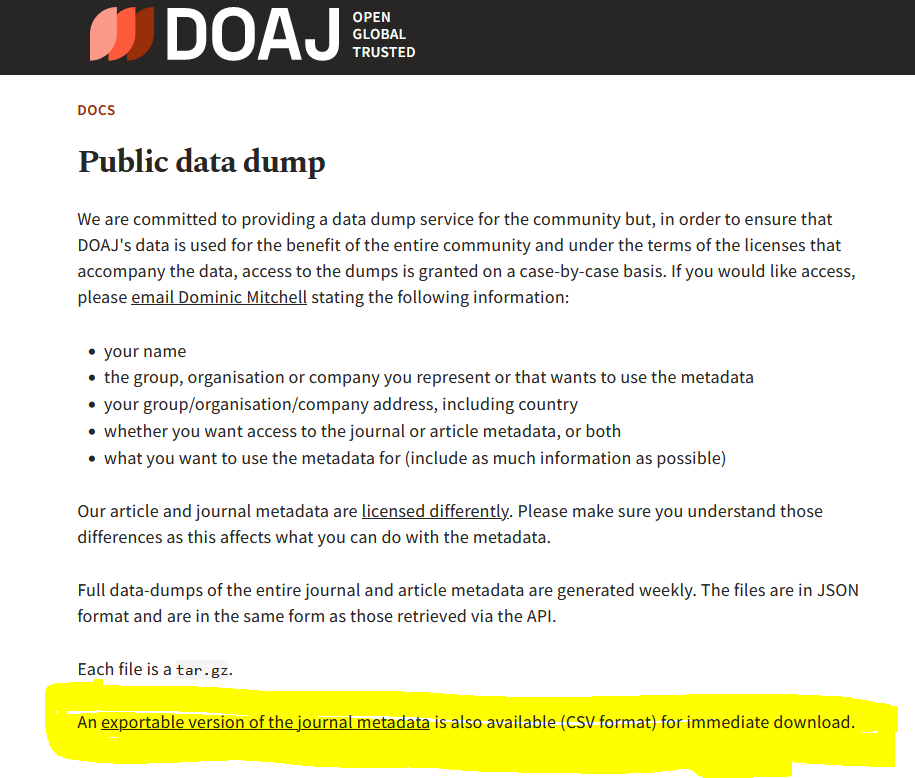 DOAJ
OPEN
GLOBAL
TRUSTED
DOCS
Public data dump
We are committed to providing a data dump service for the community but, in order to ensure that
DOAJ's data is used for the benefit of the entire community and under the terms of the licenses that
accompany the data, access to the dumps is granted on a case-by-case basis. If you would like access,
please email Dominic Mitchell stating the following information:
• your name
• the group, organisation or company you represent or that wants to use the metadata
• your group/organisation/company address, including country
• whether you want access to the journal or article metadata, or both
• what you want to use the metadata for (include as much information as possible)
Our article and journal metadata are licensed differently. Please make sure you understand those
differences as this affects what you can do with the metadata.
Full data-dumps of the entire journal and article metadata are generated weekly. The files are in JSON
format and are in the same form as those retrieved via the API.
Each file is a tar.gz.
An exportable version of the journal metadata is also available (CSV format) for immediate download.